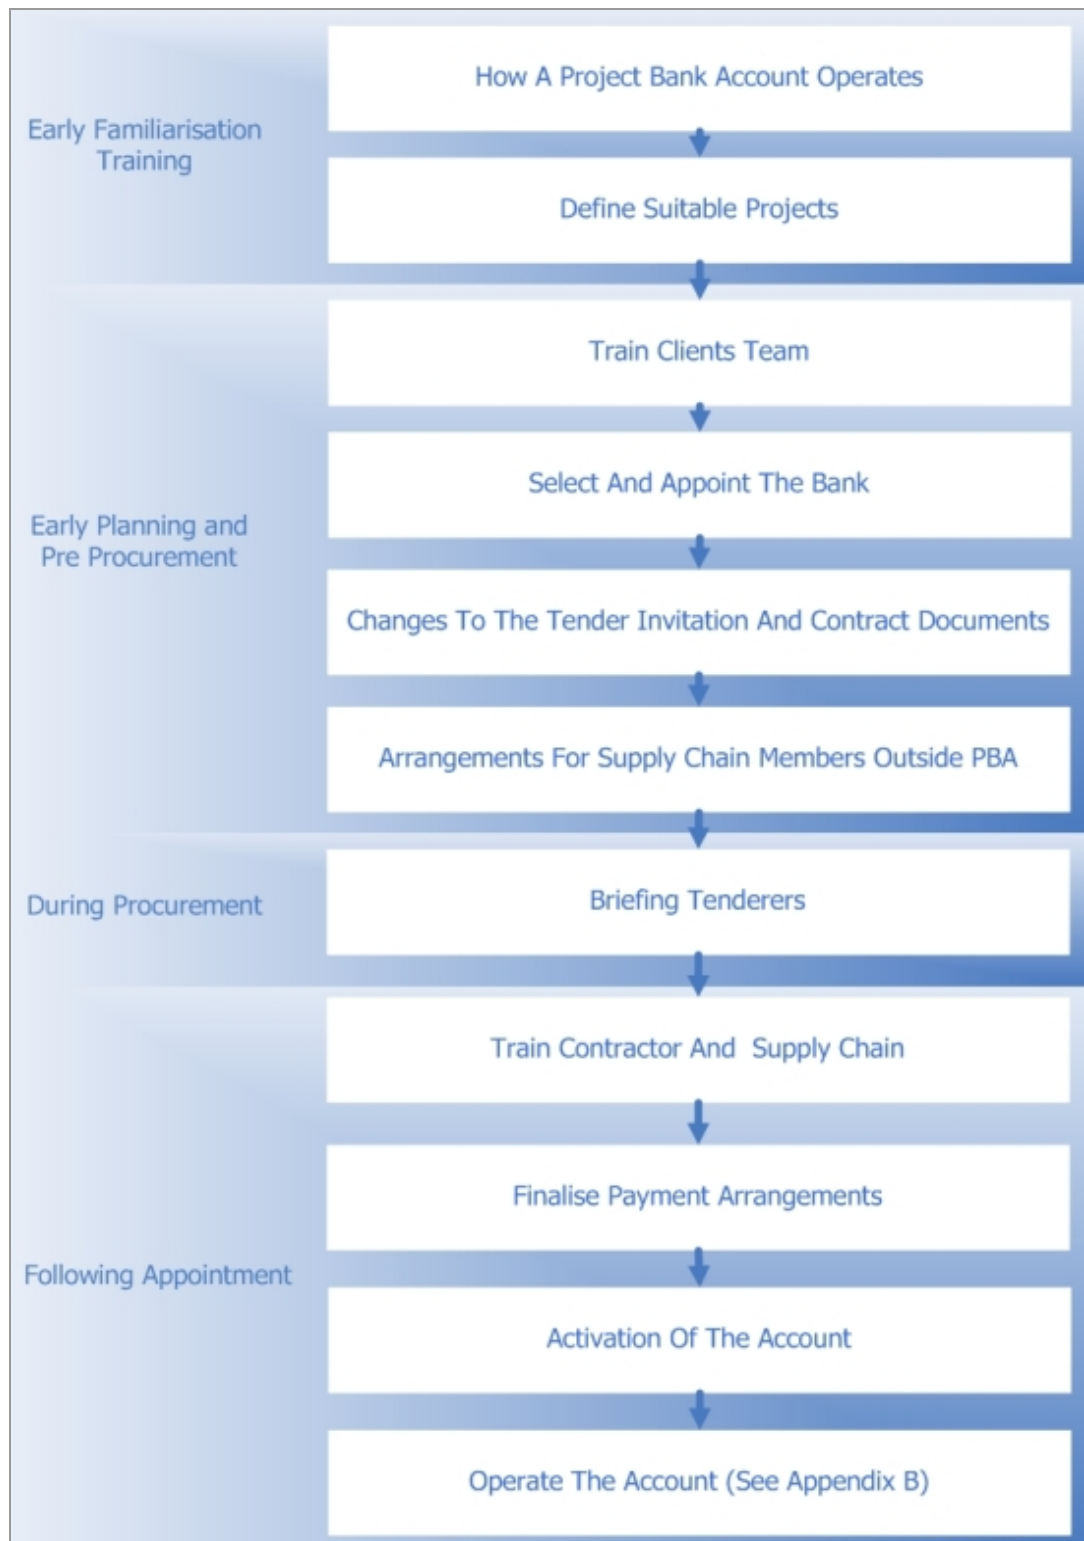 How A Project Bank Account Operates
Early Familiarisation
Training
Define Suitable Projects
Train Clients Team
Select And Appoint The Bank
Early Planning and
Pre Procurement
Changes To The Tender Invitation And Contract Documents
Arrangements For Supply Chain Members Outside PBA
During Procurement
Briefing Tenderers
Train Contractor And Supply Chain
Finalise Payment Arrangements
Following Appointment
Activation Of The Account
Operate The Account (See Appendix B)